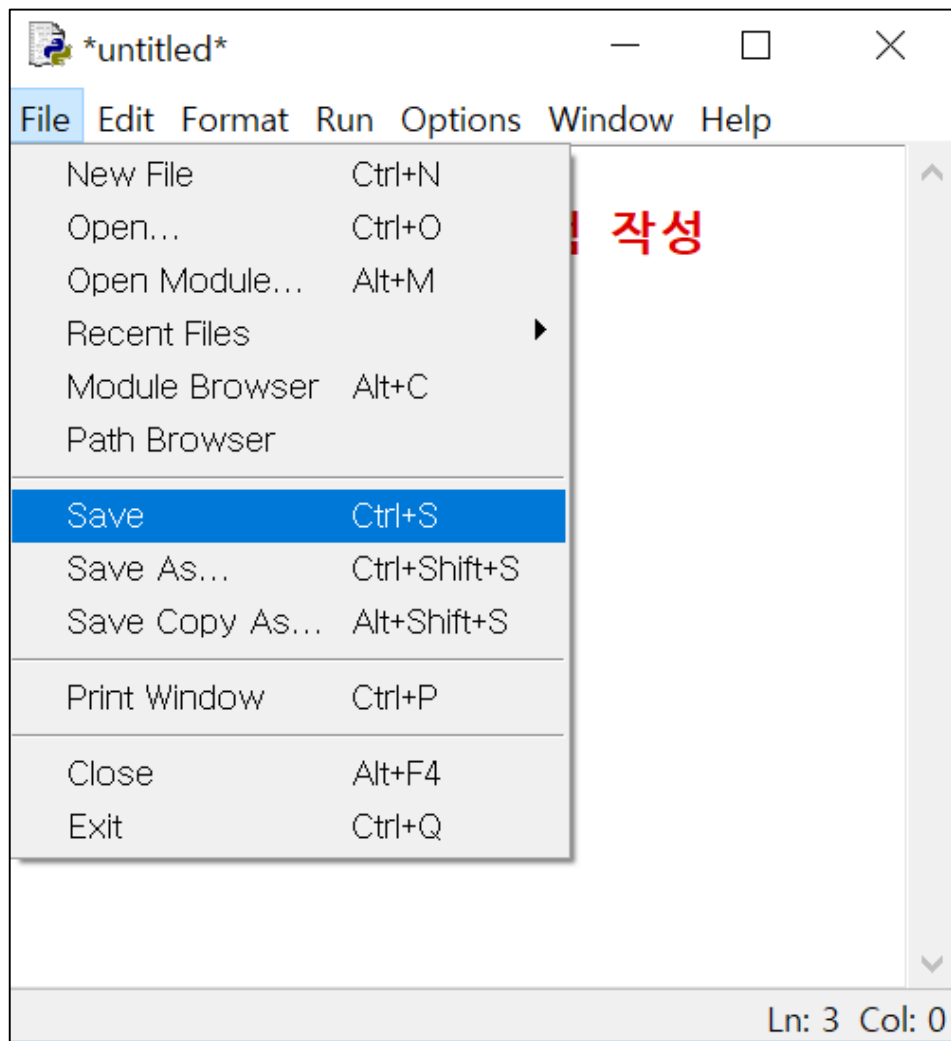 *untitled*
File Edit Format Run Options Window Help
New File Ctrl+N
Open... Ctrl+O
작성
Open Module... Alt+M
Recent Files
Module Browser Alt+C
Path Browser
Save Ctrl+S
Save As... Ctrl+Shift+S
Save Copy As... Alt+Shift+S
Print Window Ctrl+P
Close Alt+F4
Exit Ctrl+Q
Ln: 3 Col: 0